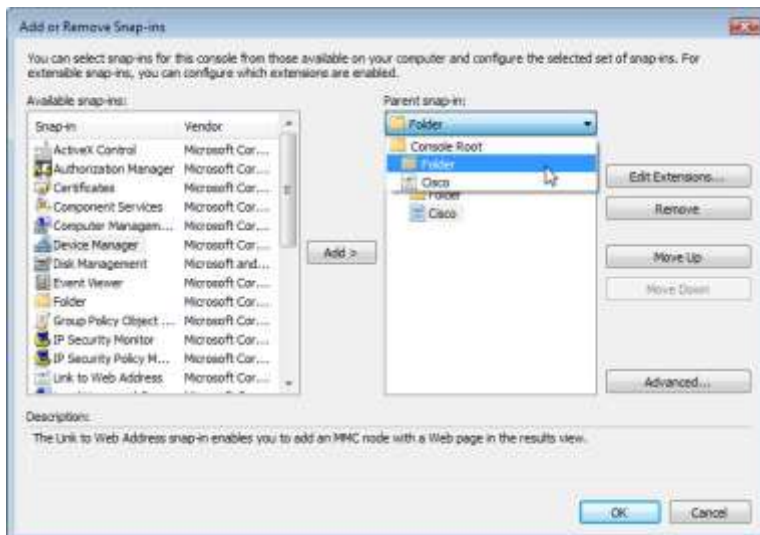 Add or Remove Snap-ins
You can select snap-ins for this console from those available on your computer and configure the selected set of snap-ins. For
extensible snap-ins, you can configure which extensions are enabled.
Available snap-ins:
Snap-in Vendor
ActiveX Control Microsoft Cor...
Authorization Manager Microsoft Cor...
Certificates Microsoft Cor...
Component Services Microsoft Cor...
Computer Managem... Microsoft Cor...
Device Manager Microsoft Cor...
Disk Management Microsoft and...
Event Viewer Microsoft Cor...
Folder Microsoft Cor...
Group Policy Object ... Microsoft Cor...
IP Security Monitor Microsoft Cor...
IP Security Policy M... Microsoft Cor...
Link to Web Address Microsoft Cor...
Add >
Parent snap-in:
Folder
Console Root
Folder
Cisco
Folder
Cisco
Edit Extensions...
Remove
Move Up
Move Down
Advanced...
Description:
The Link to Web Address snap-in enables you to add an MMC node with a Web page in the results view.
OK
Cancel